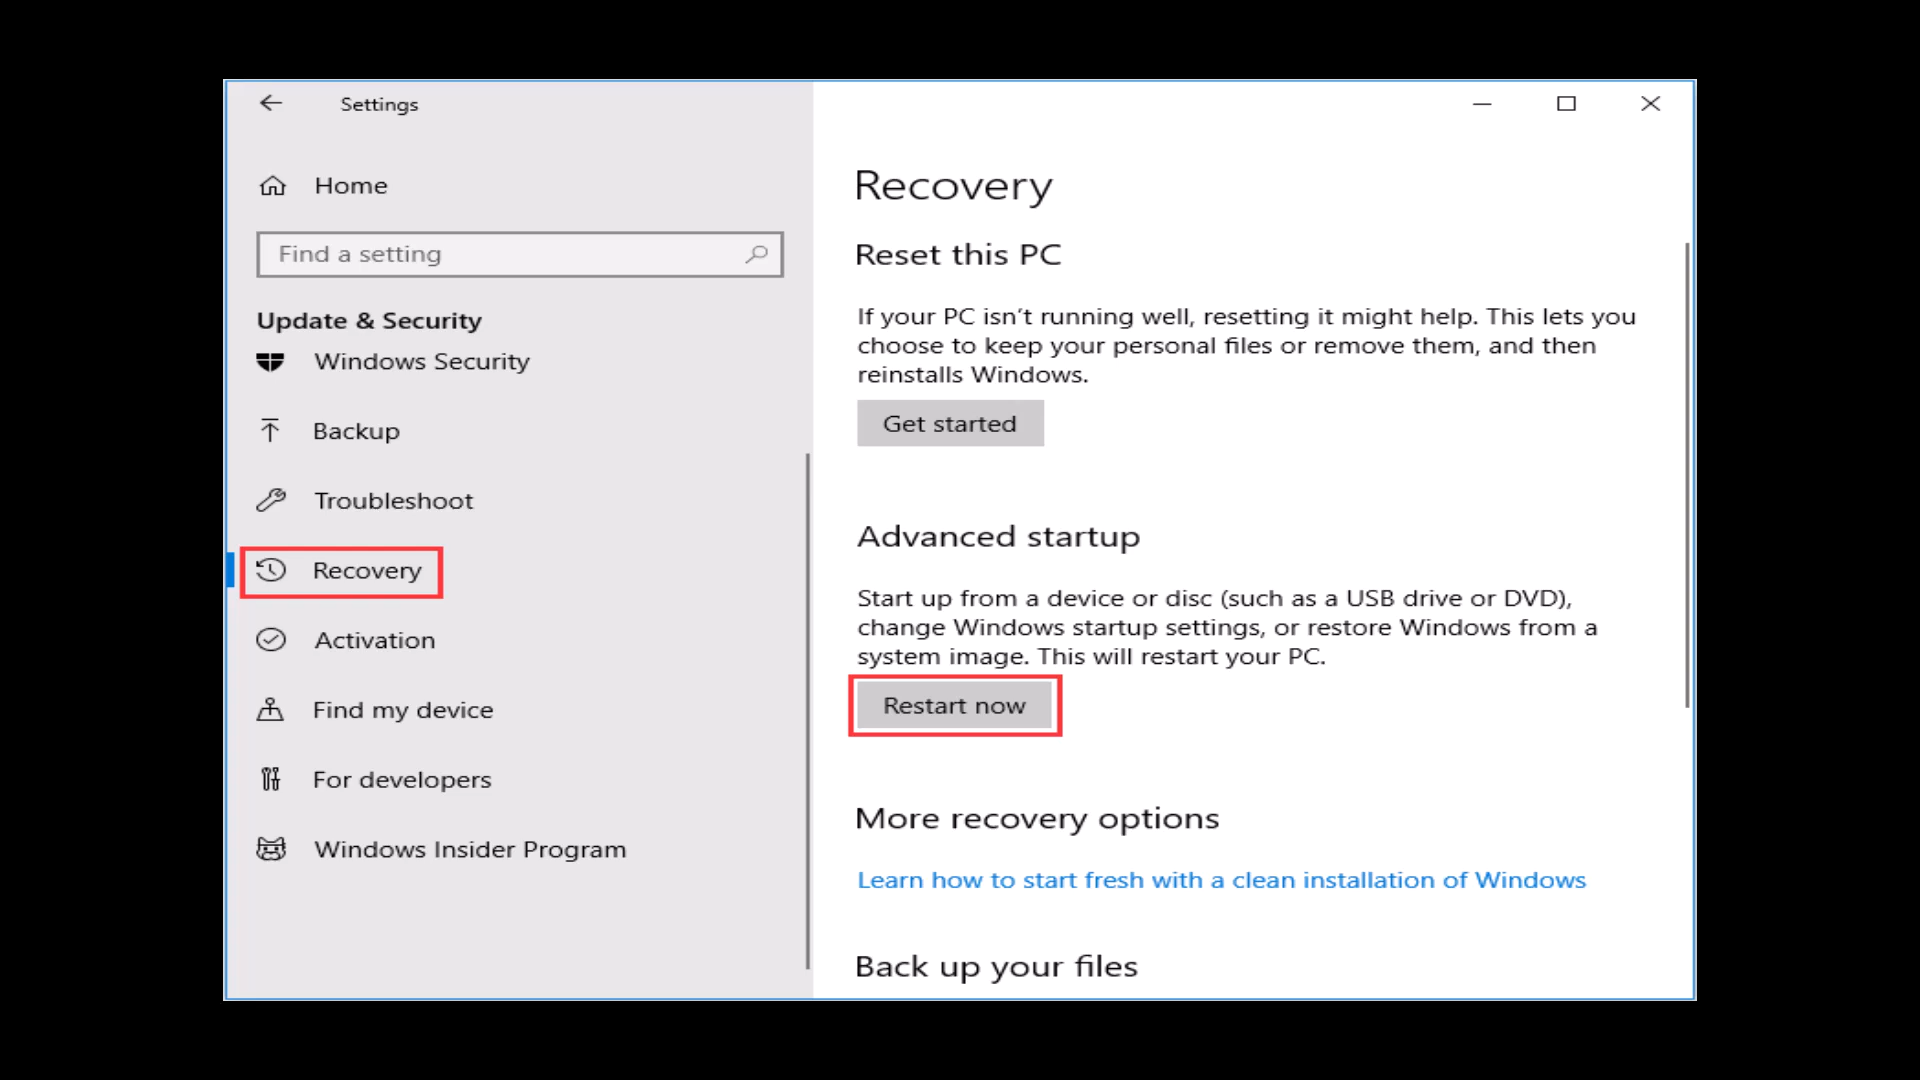 Settings
Home
Find a setting
Update & Security
Windows Security
Backup
Troubleshoot
Recovery
Activation
Find my device
For developers
Windows Insider Program
Recovery
Reset this PC
If your PC isn't running well, resetting it might help. This lets you
choose to keep your personal files or remove them, and then
reinstalls Windows.
Get started
Advanced startup
Start up from a device or disc (such as a USB drive or DVD),
change Windows startup settings, or restore Windows from a
system image. This will restart your PC.
Restart now
More recovery options
Learn how to start fresh with a clean installation of Windows
Back up your files